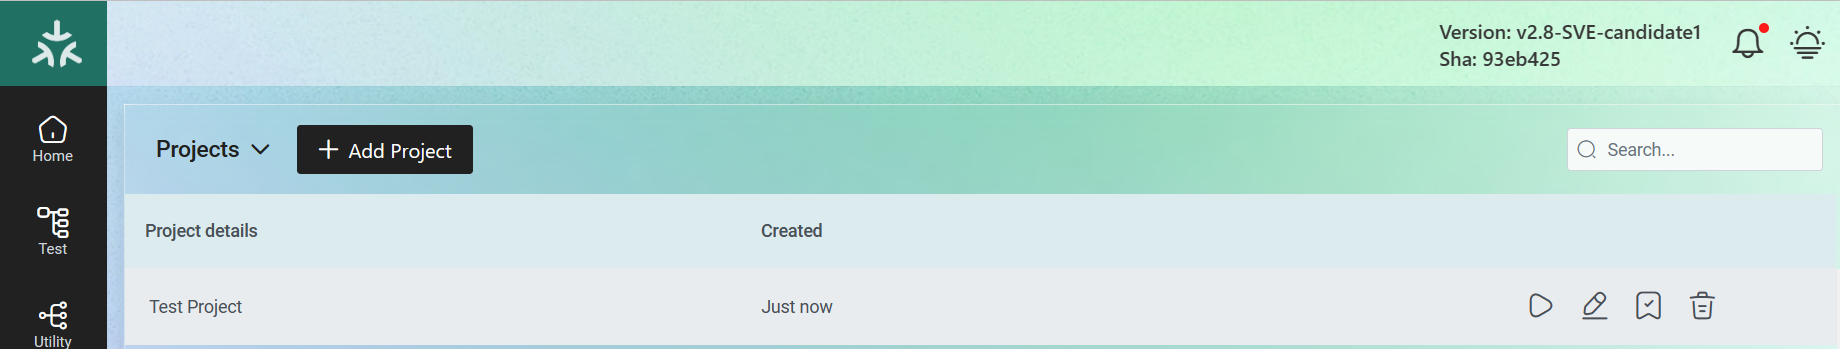 Version: v2.8-SVE-candidate1
Sha: 93eb425
Home
Test
Utility
Projects
Add Project
Search...
Project details
Created
Test Project
Just now